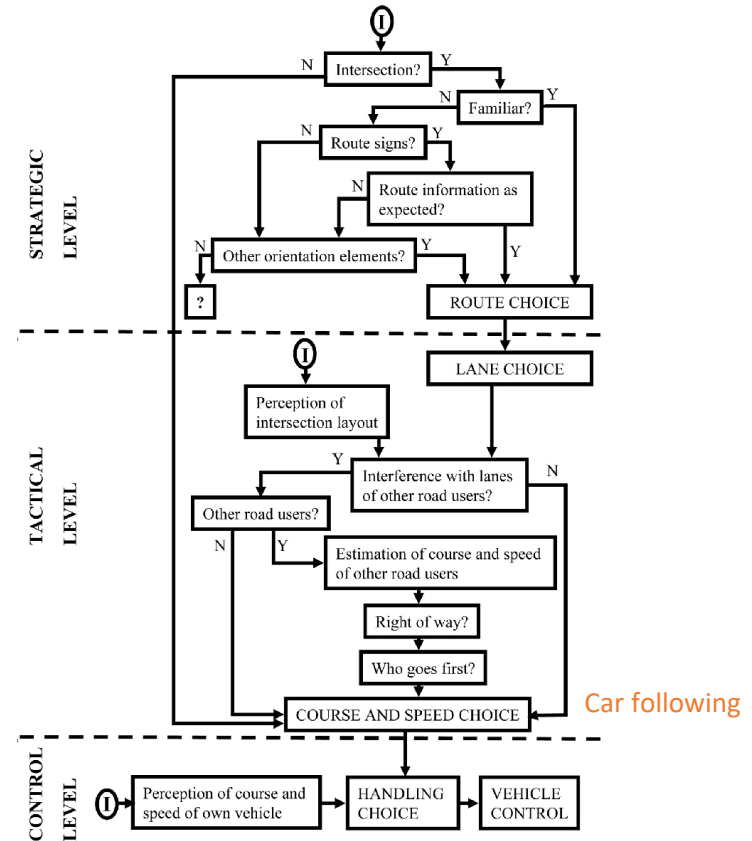 I
N
Intersection?
Y
N
Familiar?
Y
N
Route signs?
Y
N
Route information as
expected?
Y
N
Other orientation elements?
Y
?
ROUTE CHOICE
STRATEGIC
LEVEL
I
LANE CHOICE
Perception of
intersection layout
Y
Interference with lanes
of other road users?
N
Other road users?
N
Y
Estimation of course and speed
of other road users
Right of way?
Who goes first?
COURSE AND SPEED CHOICE
Car following
TACTICAL
LEVEL
I
Perception of course and
speed of own vehicle
HANDLING
CHOICE
VEHICLE
CONTROL
CONTROL
LEVEL